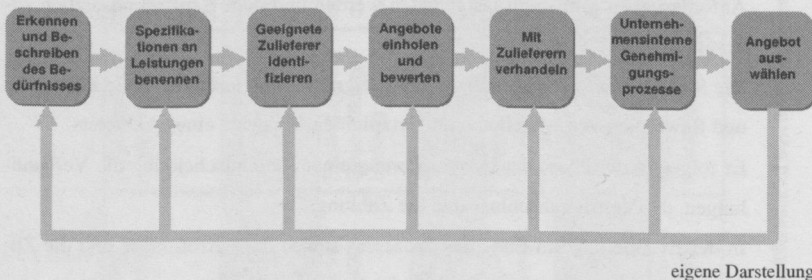 Erkennen
und Be-
schreiben
des Be-
dürfnisses
Spezifika-
tionen an
Leistungen
benennen
Geeignete
Zulieferer
identi-
fizieren
Angebote
einholen
und
bewerten
Mit
Zulieferern
verhandeln
Unterneh-
mensinterne
Genehmi-
gungs-
prozesse
Angebot
aus-
wählen
eigene Darstellung